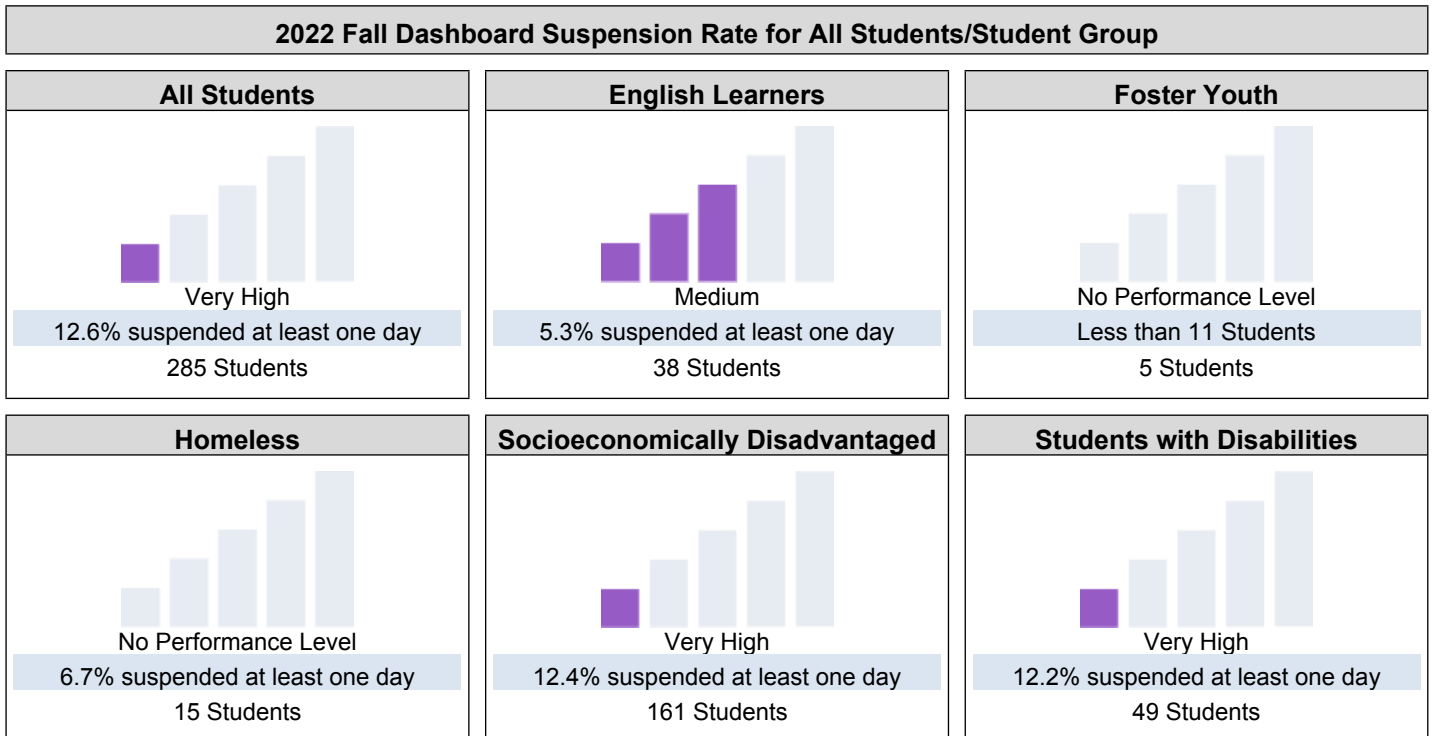 2022 Fall Dashboard Suspension Rate for All Students/Student Group
All Students
Very High
12.6% suspended at least one day
285 Students
English Learners
Medium
5.3% suspended at least one day
38 Students
Foster Youth
No Performance Level
Less than 11 Students
5 Students
Homeless
No Performance Level
6.7% suspended at least one day
15 Students
Socioeconomically Disadvantaged
Very High
12.4% suspended at least one day
161 Students
Students with Disabilities
Very High
12.2% suspended at least one day
49 Students